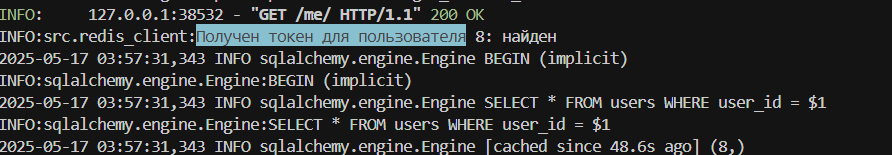 INFO:     127.0.0.1:38532 - "GET /me/ HTTP/1.1" 200 OK
INFO:src.redis_client:Получен токен для пользователя 8: найден
2025-05-17 03:57:31,343 INFO sqlalchemy.engine.Engine BEGIN (implicit)
INFO:sqlalchemy.engine.Engine:BEGIN (implicit)
2025-05-17 03:57:31,343 INFO sqlalchemy.engine.Engine SELECT * FROM users WHERE user_id = $1
INFO:sqlalchemy.engine.Engine:SELECT * FROM users WHERE user_id = $1
2025-05-17 03:57:31,343 INFO sqlalchemy.engine.Engine [cached since 48.6s ago] (8,)